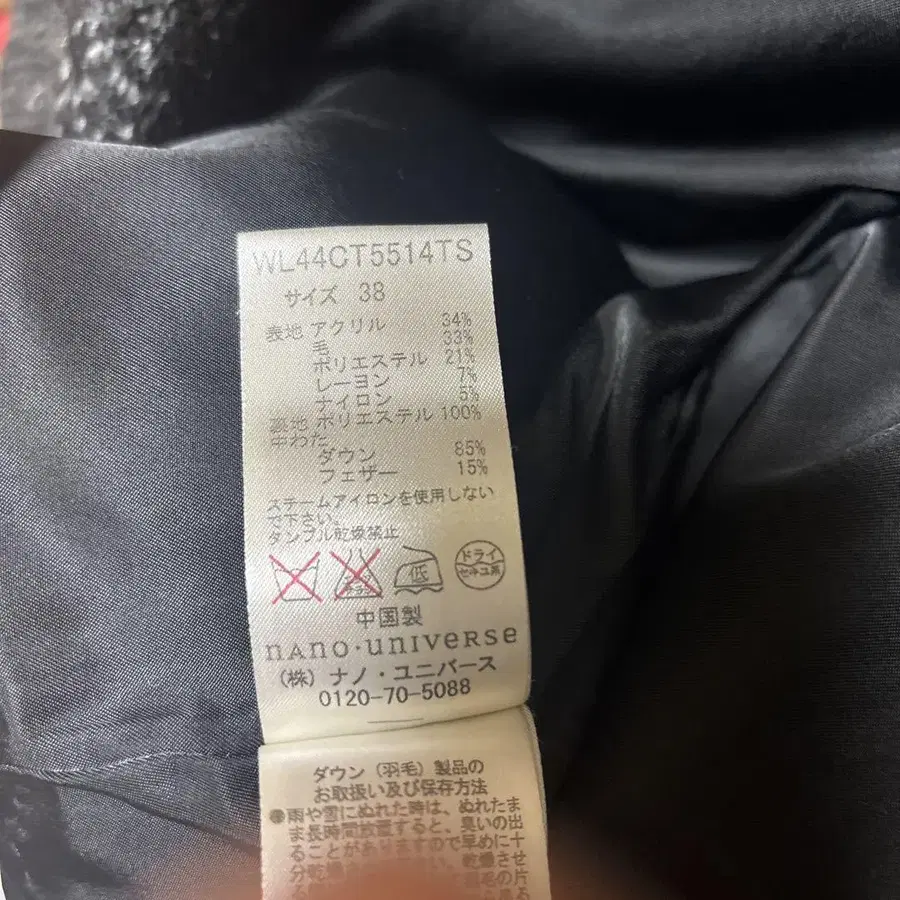 WL44CT5514TS
サイズ 38
表地 アクリル 34%
毛 33%
ポリエステル 21%
レーヨン 7%
ナイロン 5%
裏地 ポリエステル 100%
中わた
ダウン 85%
フェザー 15%
スチームアイロンを使用しない
で下さい。
タンブル乾燥禁止
低 ドライ
セキユ系
中国製
nAno・unIVeRSe
(株) ナノ・ユニバース
0120-70-5088
ダウン (羽毛) 製品の
お取扱い及び保存方法
●雨や雪にぬれた時は、ぬれたま
ま長時間放置すると、臭いの出
ることがありますので早めに十
分乾燥